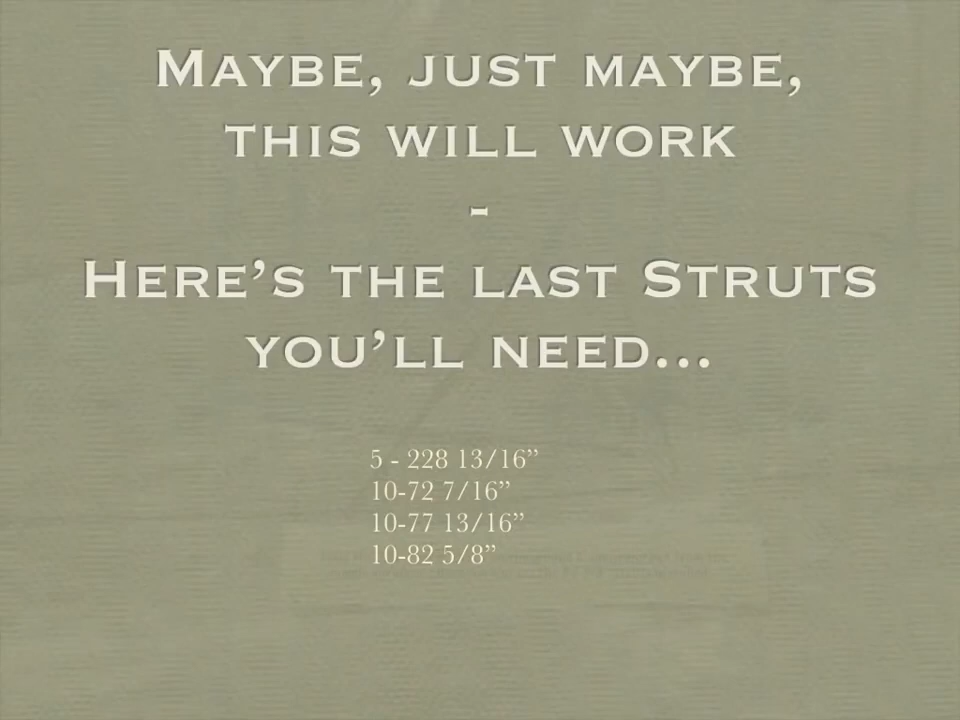 Maybe, just maybe,
this will work
-
Here’s the last Struts
you’ll need...
5 - 228 13/16”
10-72 7/16”
10-77 13/16”
10-82 5/8”